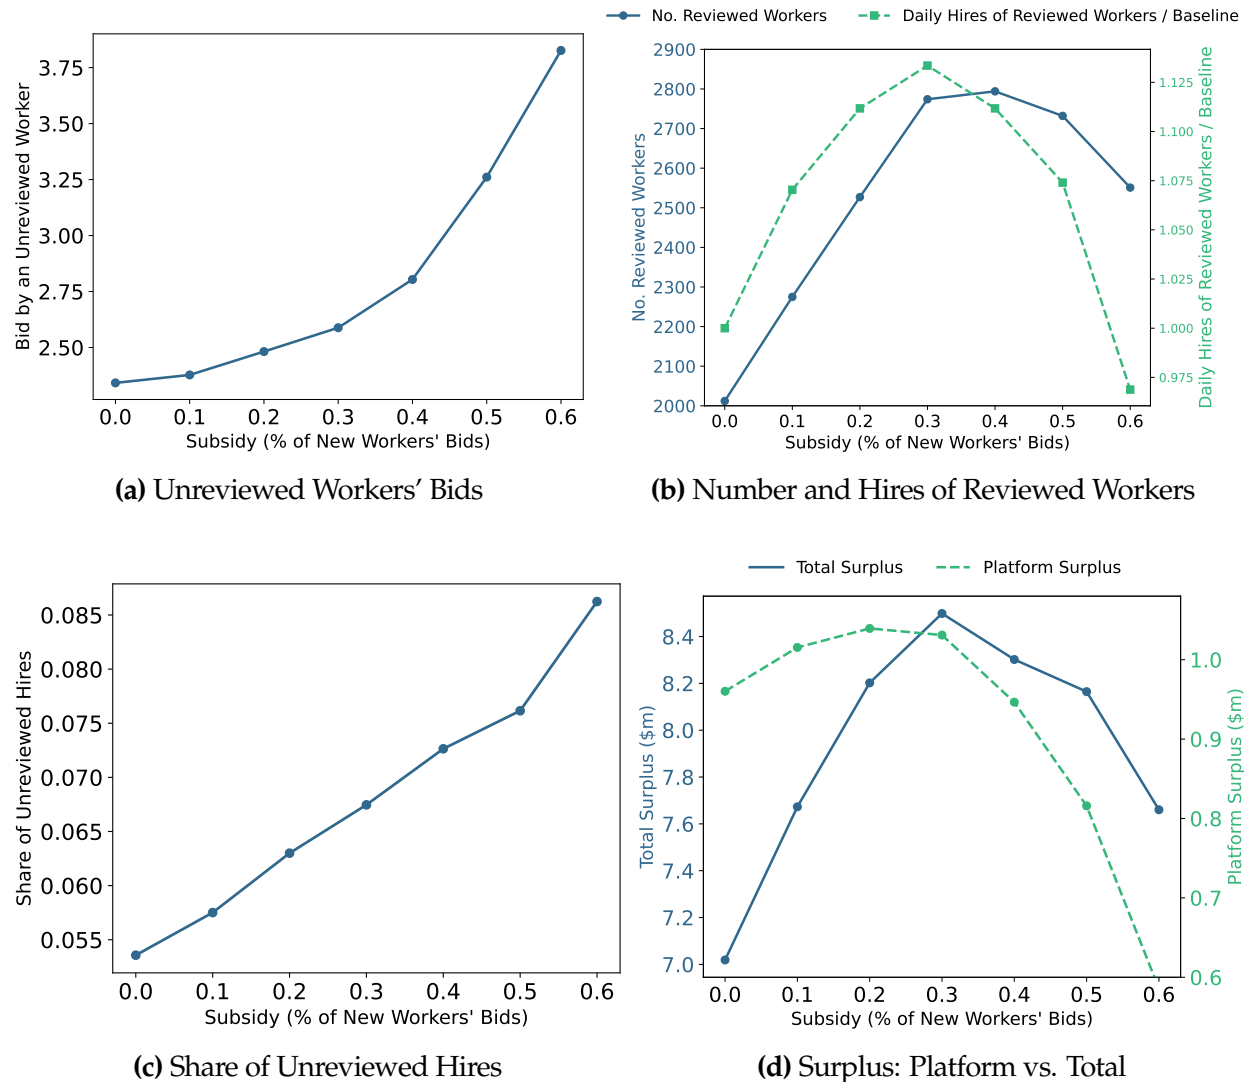 3.75
3.50
3.25
3.00
2.75
2.50
Bid by an Unreviewed Worker
0.0 0.1 0.2 0.3 0.4 0.5 0.6
Subsidy (% of New Workers' Bids)
(a) Unreviewed Workers’ Bids
No. Reviewed Workers Daily Hires of Reviewed Workers / Baseline
2900
2800
2700
2600
2500
2400
2300
2200
2100
2000
No. Reviewed Workers
1.125
1.100
1.075
1.050
1.025
1.000
0.975
Daily Hires of Reviewed Workers / Baseline
0.0 0.1 0.2 0.3 0.4 0.5 0.6
Subsidy (% of New Workers' Bids)
(b) Number and Hires of Reviewed Workers
0.085
0.080
0.075
0.070
0.065
0.060
0.055
Share of Unreviewed Hires
0.0 0.1 0.2 0.3 0.4 0.5 0.6
Subsidy (% of New Workers' Bids)
(c) Share of Unreviewed Hires
Total Surplus Platform Surplus
8.4
8.2
8.0
7.8
7.6
7.4
7.2
7.0
Total Surplus ($m)
1.0
0.9
0.8
0.7
0.6
Platform Surplus ($m)
0.0 0.1 0.2 0.3 0.4 0.5 0.6
Subsidy (% of New Workers' Bids)
(d) Surplus: Platform vs. Total